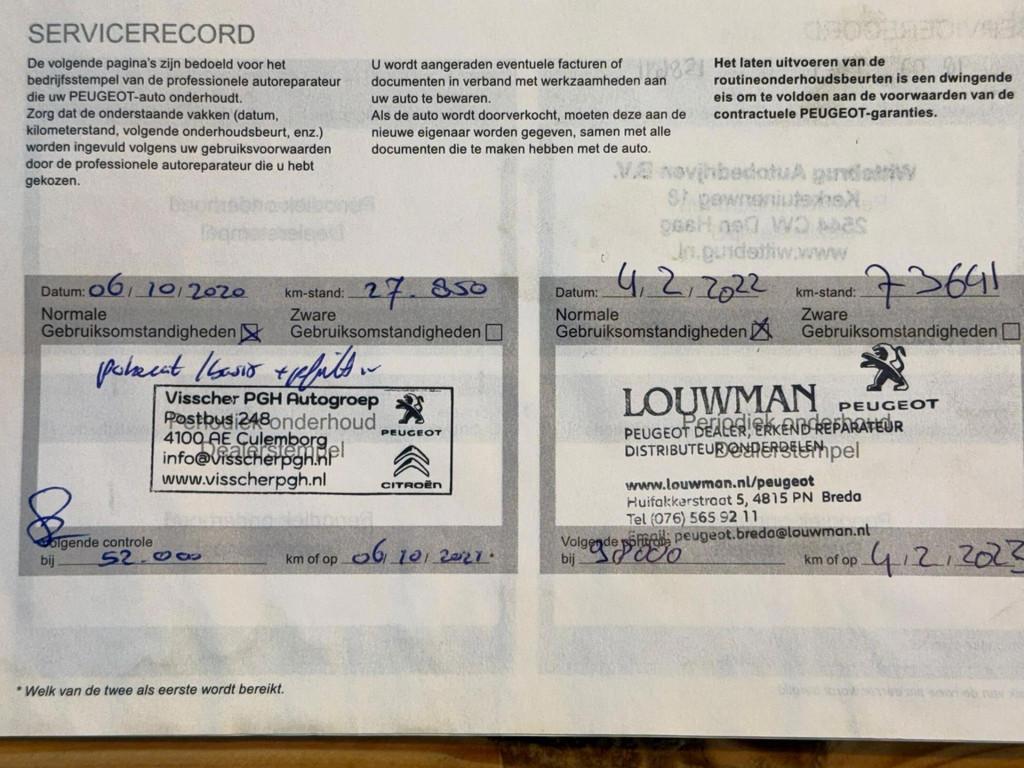 SERVICERECORD
De volgende pagina's zijn bedoeld voor het
bedrijfsstempel van de professionele autoreparateur
die uw PEUGEOT-auto onderhoudt.
Zorg dat de onderstaande vakken (datum,
kilometerstand, volgende onderhoudsbeurt, enz.)
worden ingevuld volgens uw gebruiksvoorwaarden
door de professionele autoreparateur die u hebt
gekozen.
U wordt aangeraden eventuele facturen of
documenten in verband met werkzaamheden aan
uw auto te bewaren.
Als de auto wordt doorverkocht, moeten deze aan de
nieuwe eigenaar worden gegeven, samen met alle
documenten die te maken hebben met de auto.
Het laten uitvoeren van de
routineonderhoudsbeurten is een dwingende
eis om te voldoen aan de voorwaarden van de
contractuele PEUGEOT-garanties.
Datum: 06/10/2020 km-stand: 27.850
Normale Zware
Gebruiksomstandigheden Gebruiksomstandigheden
Periodiek onderhoud
Dealerstempel
Visscher PGH Autogroep
Postbus 248
4100 AE Culemborg
info@visscherpgh.nl
www.visscherpgh.nl
PEUGEOT
CITROËN
Volgende controle
bij 52.000 km of op 06/10/2021.
Datum: 4/2/2022 km-stand: 73641
Normale Zware
Gebruiksomstandigheden Gebruiksomstandigheden
Periodiek onderhoud
Dealerstempel
LOUWMAN PEUGEOT
PEUGEOT DEALER, ERKEND REPARATEUR
DISTRIBUTEUR ONDERDELEN
www.louwman.nl/peugeot
Huifakkerstraat 5, 4815 PN Breda
Tel (076) 565 92 11
Email: peugeot.breda@louwman.nl
Volgende controle
bij 98000 km of op 4/2/2023
* Welk van de twee als eerste wordt bereikt.